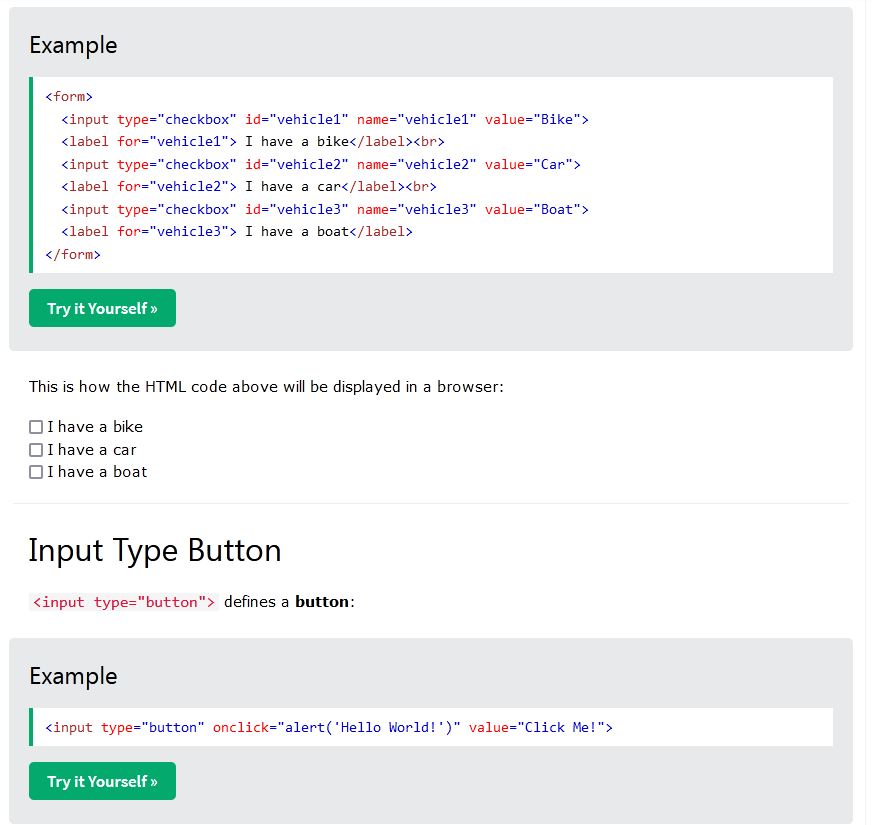 Example
<form>
  <input type="checkbox" id="vehicle1" name="vehicle1" value="Bike">
  <label for="vehicle1"> I have a bike</label><br>
  <input type="checkbox" id="vehicle2" name="vehicle2" value="Car">
  <label for="vehicle2"> I have a car</label><br>
  <input type="checkbox" id="vehicle3" name="vehicle3" value="Boat">
  <label for="vehicle3"> I have a boat</label>
</form>
Try it Yourself »
This is how the HTML code above will be displayed in a browser:
I have a bike
I have a car
I have a boat
Input Type Button
<input type="button"> defines a button:
Example
<input type="button" onclick="alert('Hello World!')" value="Click Me!">
Try it Yourself »